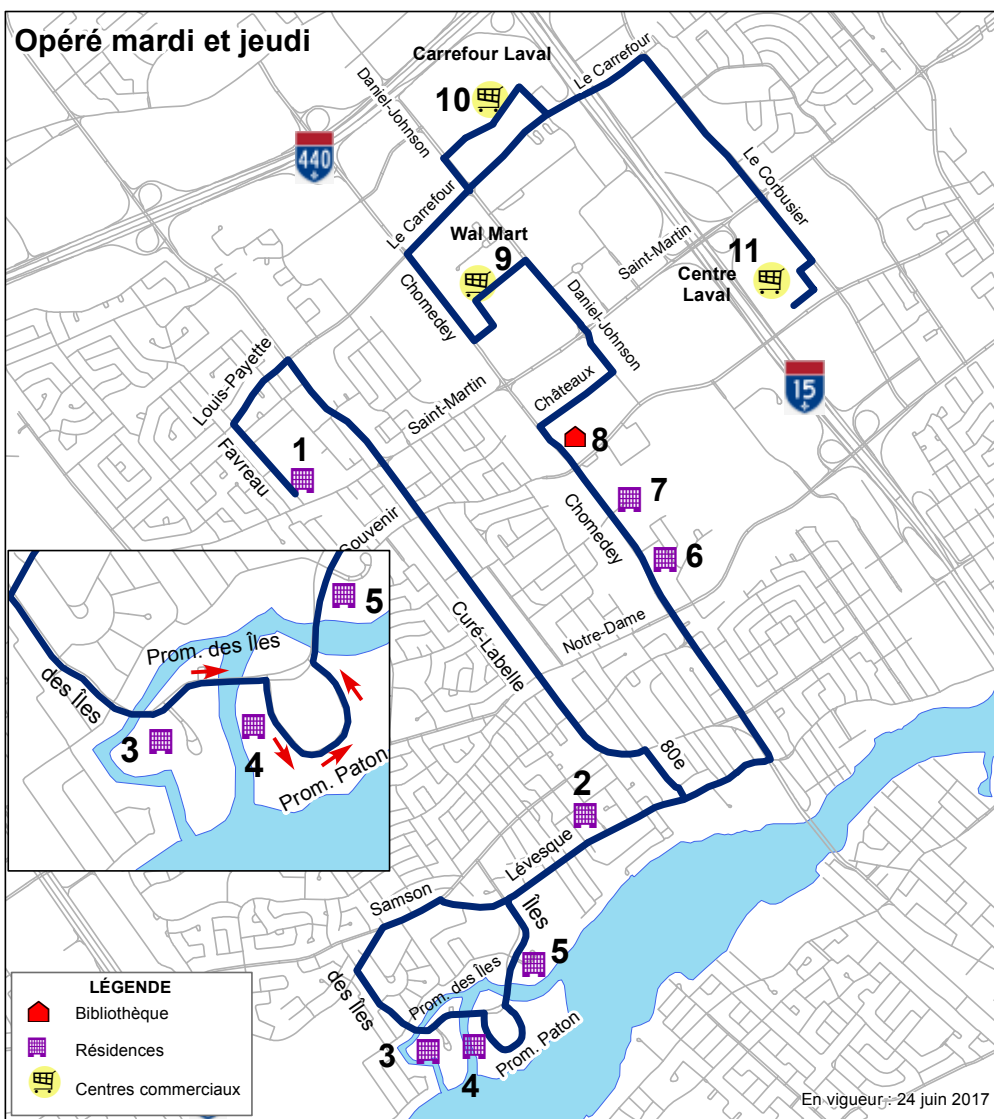 Opéré mardi et jeudi
Carrefour Laval
10
Le Carrefour
Daniel-Johnson
440
Le Corbusier
Le Carrefour
Wal Mart
9
Saint-Martin
11
Centre
Laval
Chomedey
Daniel-Johnson
15
Louis-Payette
Saint-Martin
Châteaux
8
Favreau
1
7
Chomedey
6
Souvenir
5
Notre-Dame
Curé-Labelle
Prom. des Îles
des Îles
3
4
Prom. Paton
80e
2
Lévesque
Samson
Îles
5
des Îles
Prom. des Îles
Prom. Paton
3
4
LÉGENDE
Bibliothèque
Résidences
Centres commerciaux
En vigueur : 24 juin 2017